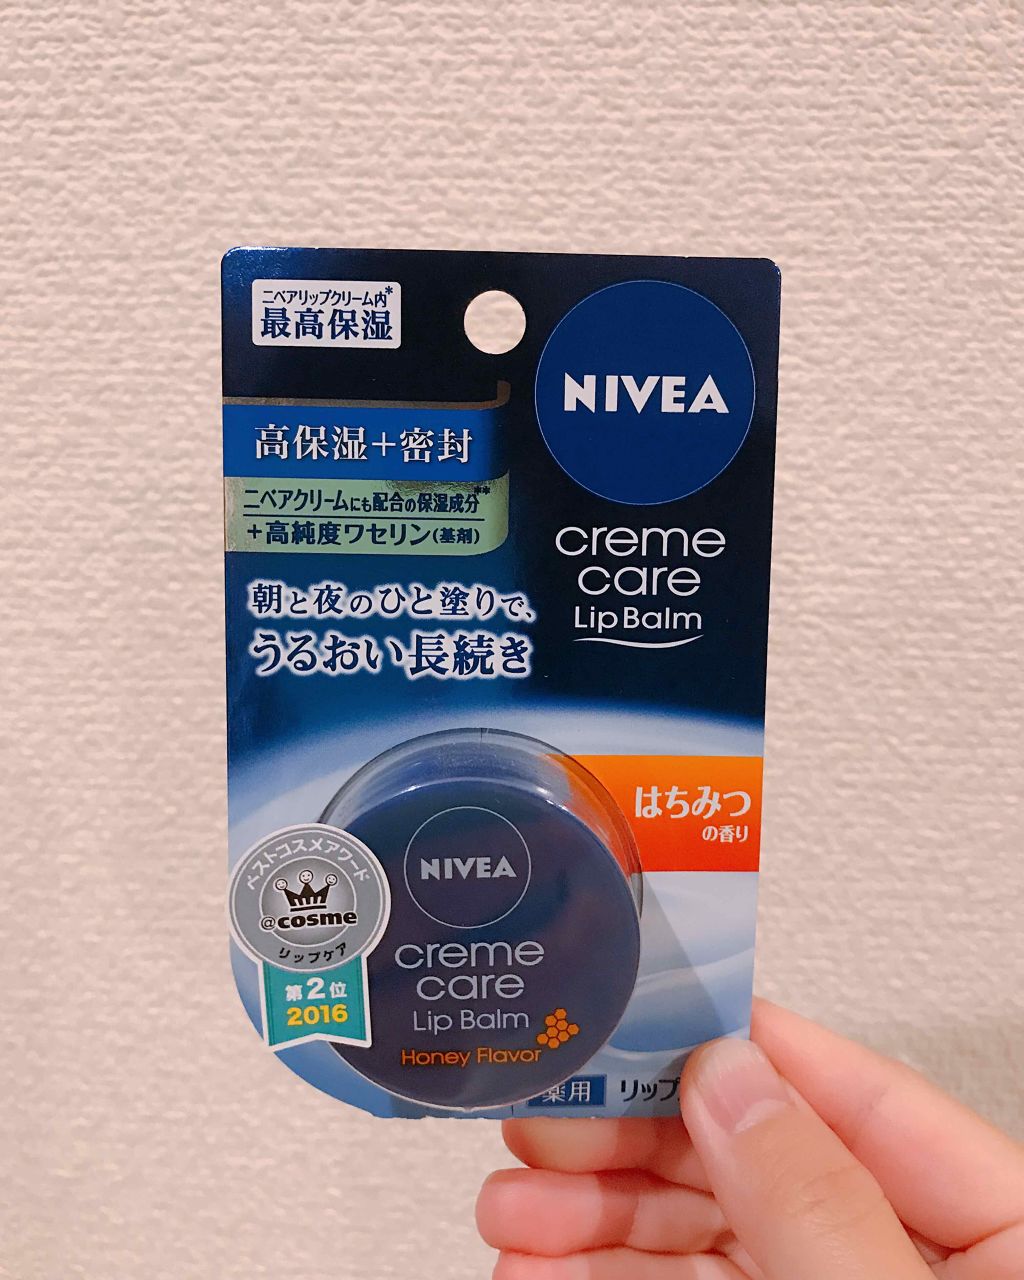 ニベアリップクリーム内*
最高保湿
NIVEA
高保湿+密封
ニベアクリームにも配合の保湿成分**
+高純度ワセリン(基剤)
creme
care
Lip Balm
朝と夜のひと塗りで、
うるおい長続き
はちみつ
の香り
NIVEA
creme
care
Lip Balm
Honey Flavor
ベストコスメアワード
@cosme
リップケア
第2位
2016
薬用 リップ